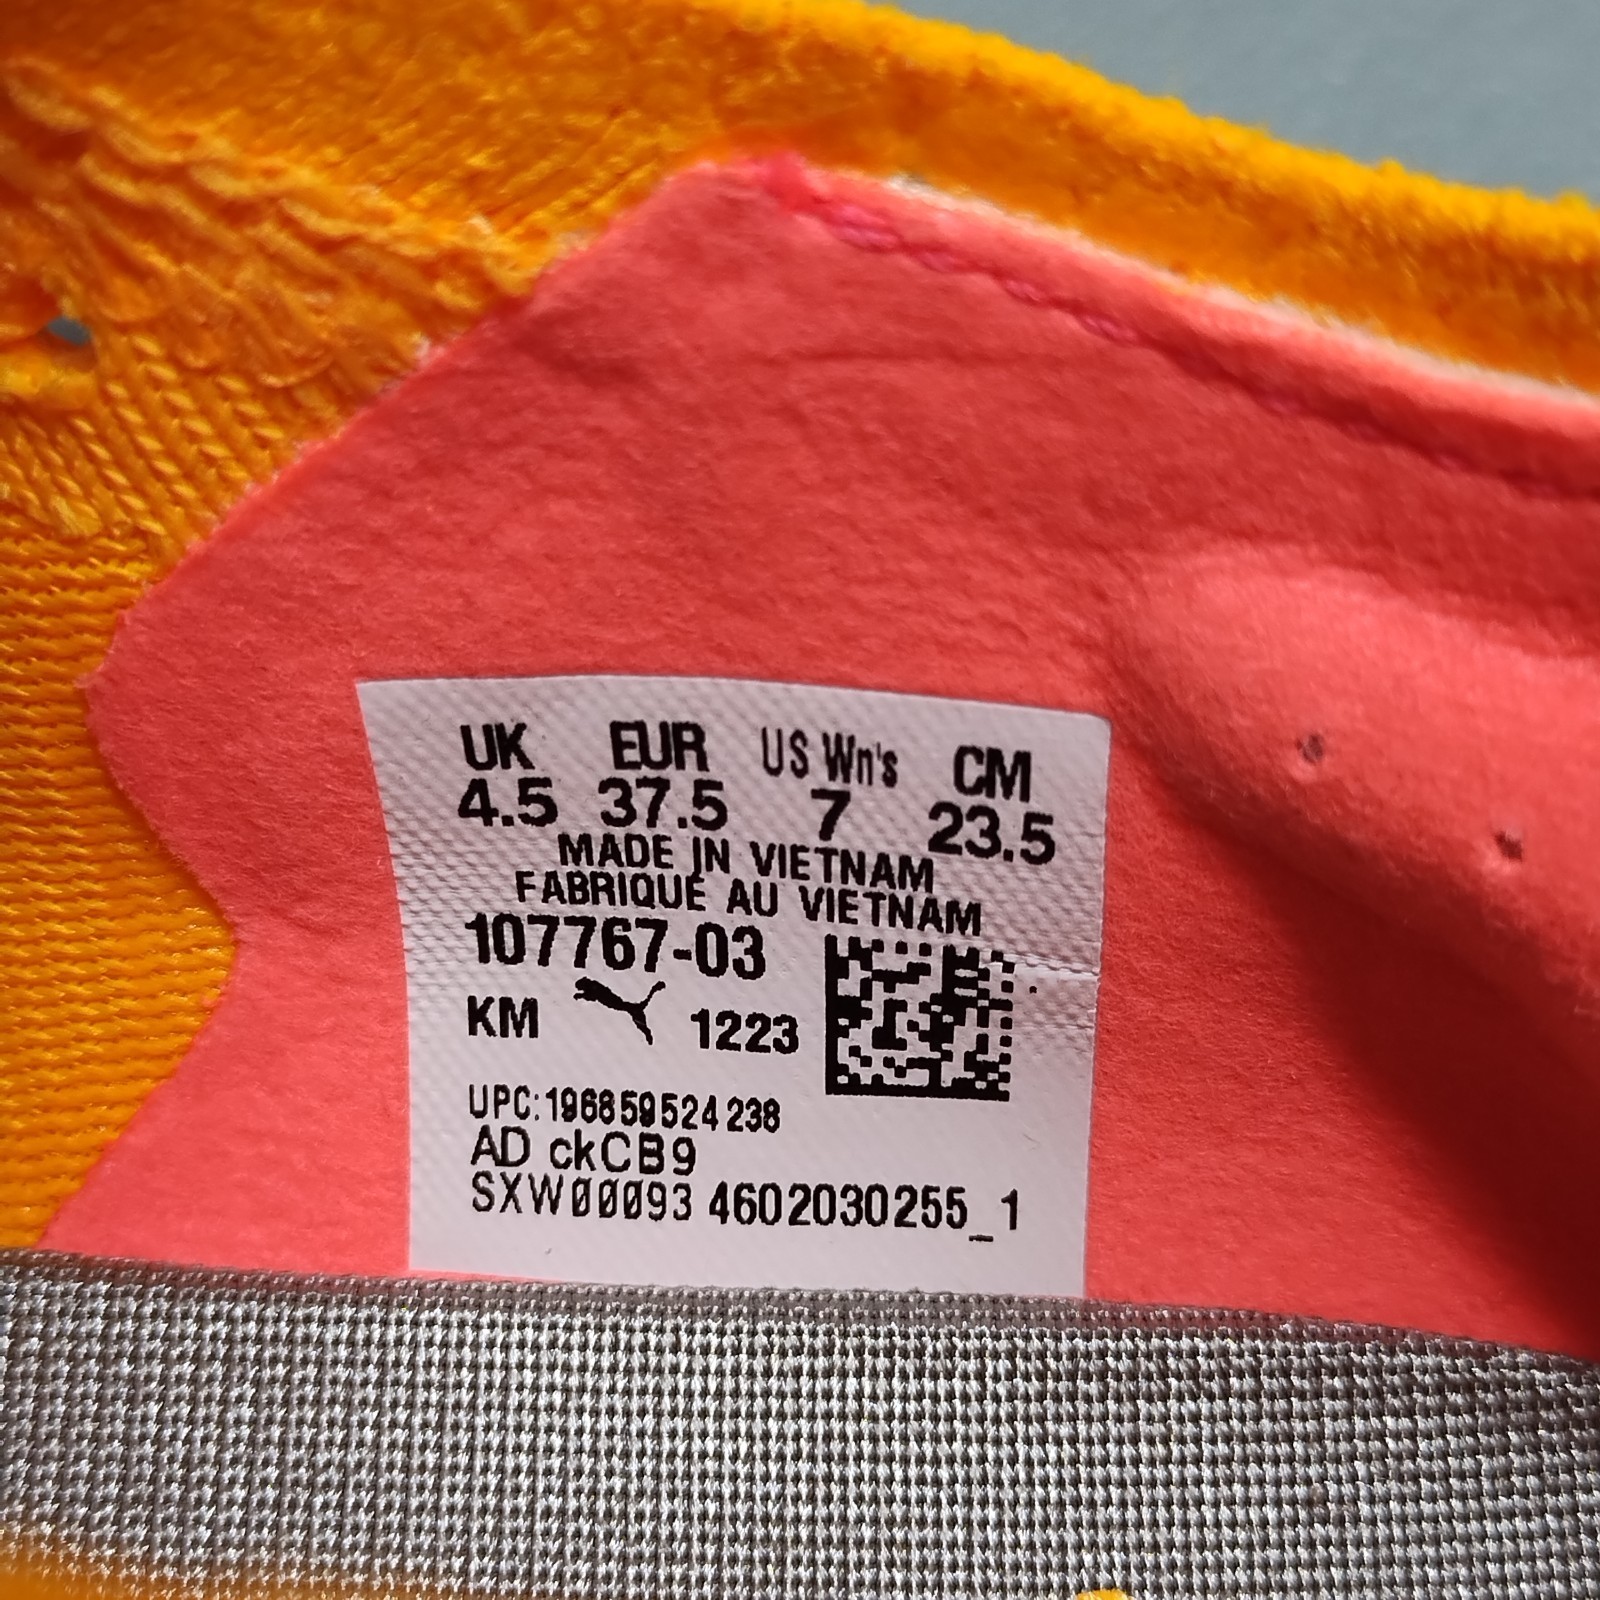 UK EUR US Wn's CM
4.5 37.5 7 23.5
MADE IN VIETNAM
FABRIQUE AU VIETNAM
107767-03
KM 1223
UPC:196859524238
AD ckCB9
SXW00093 4602030255_1